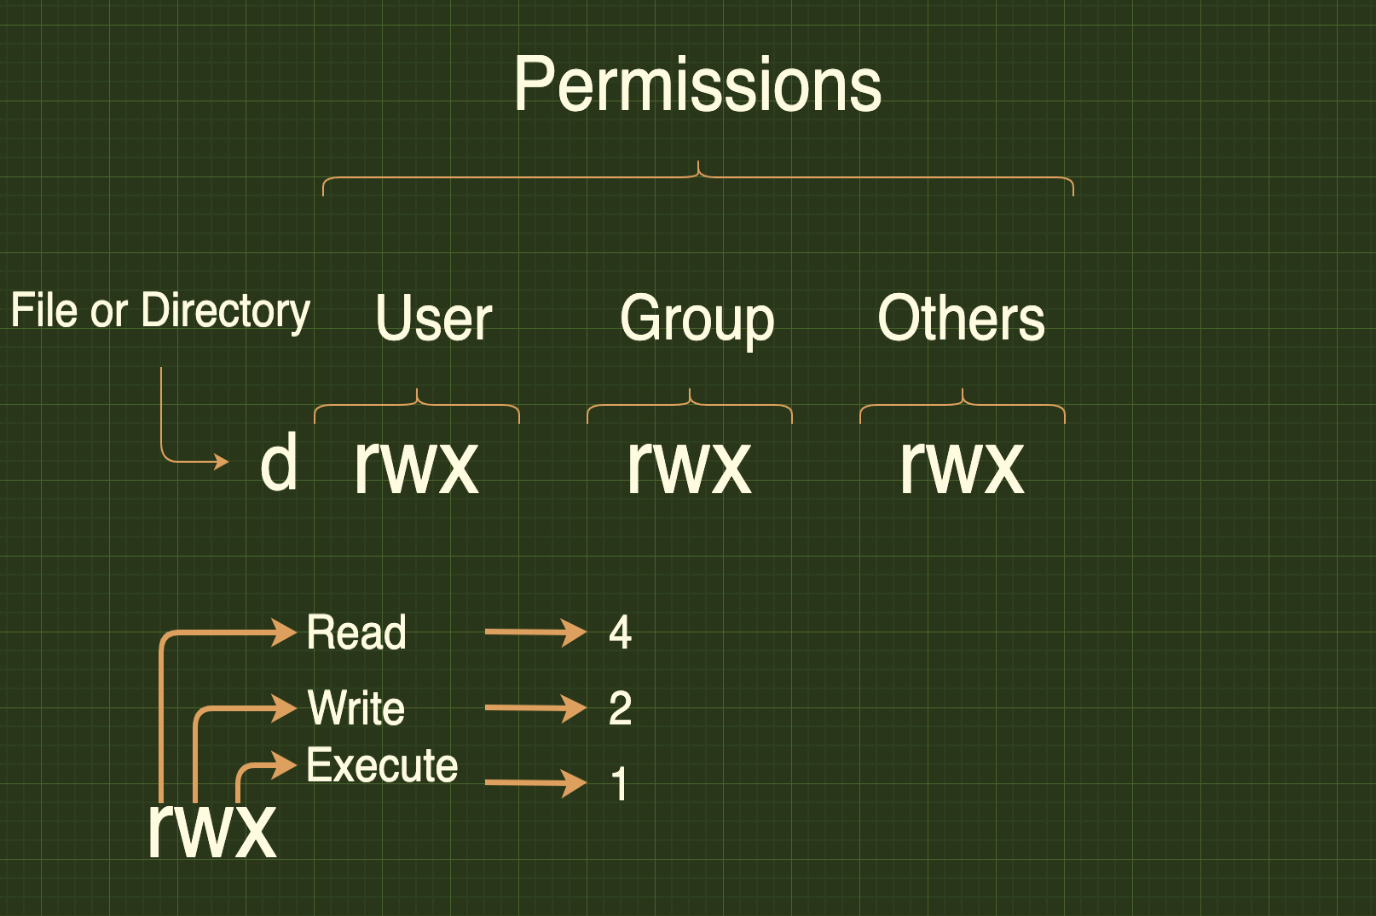 Permissions
File or Directory
User
Group
Others
d rwx rwx rwx
Read 4
Write 2
Execute 1
rwx